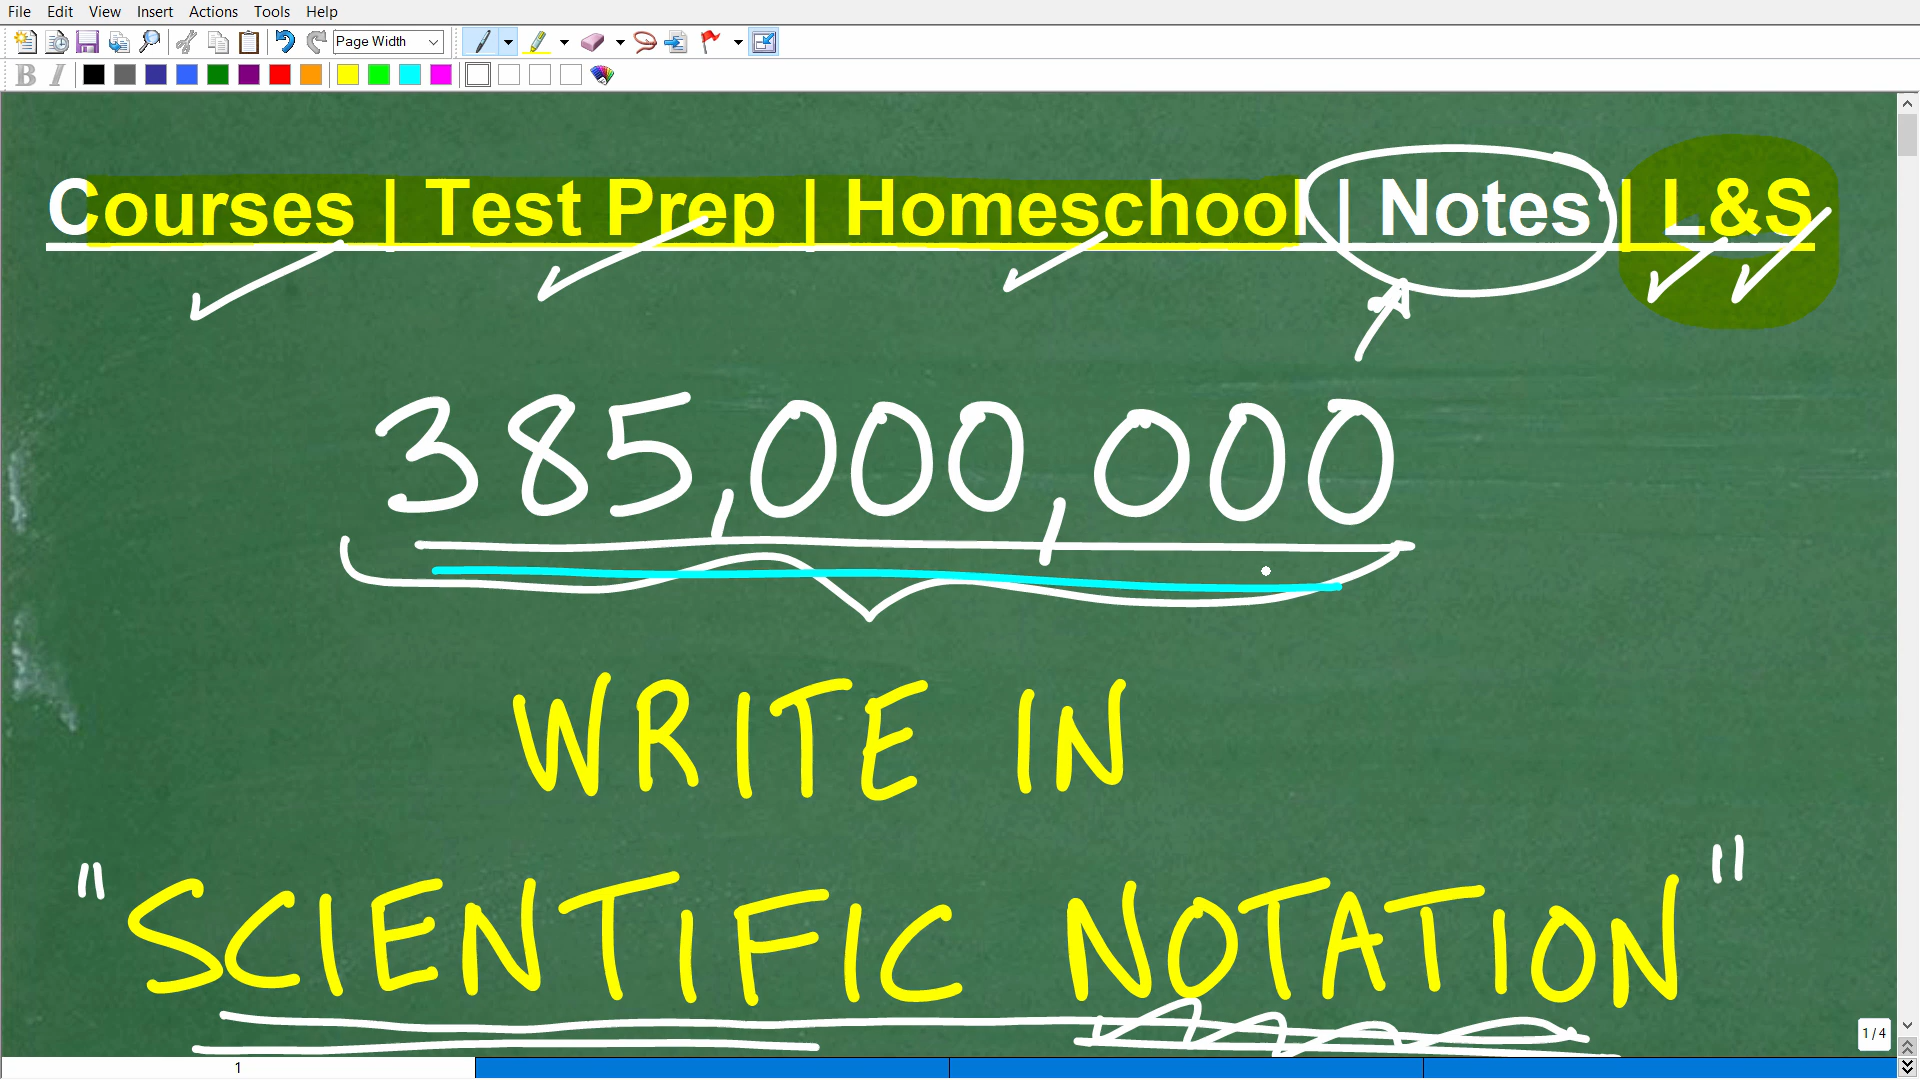 File Edit View Insert Actions Tools Help
Page Width
B I
Courses | Test Prep | Homeschool | Notes | L&S
385,000,000
WRITE IN
"SCIENTIFIC NOTATION"
1 / 4
1